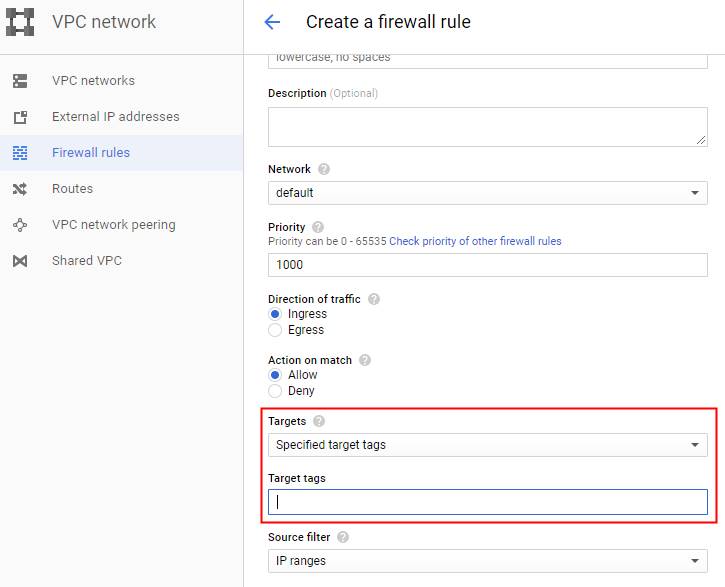 VPC network
Create a firewall rule
VPC networks
External IP addresses
Firewall rules
Routes
VPC network peering
Shared VPC
lowercase, no spaces
Description (Optional)
Network
default
Priority
Priority can be 0 - 65535 Check priority of other firewall rules
1000
Direction of traffic
Ingress
Egress
Action on match
Allow
Deny
Targets
Specified target tags
Target tags
Source filter
IP ranges